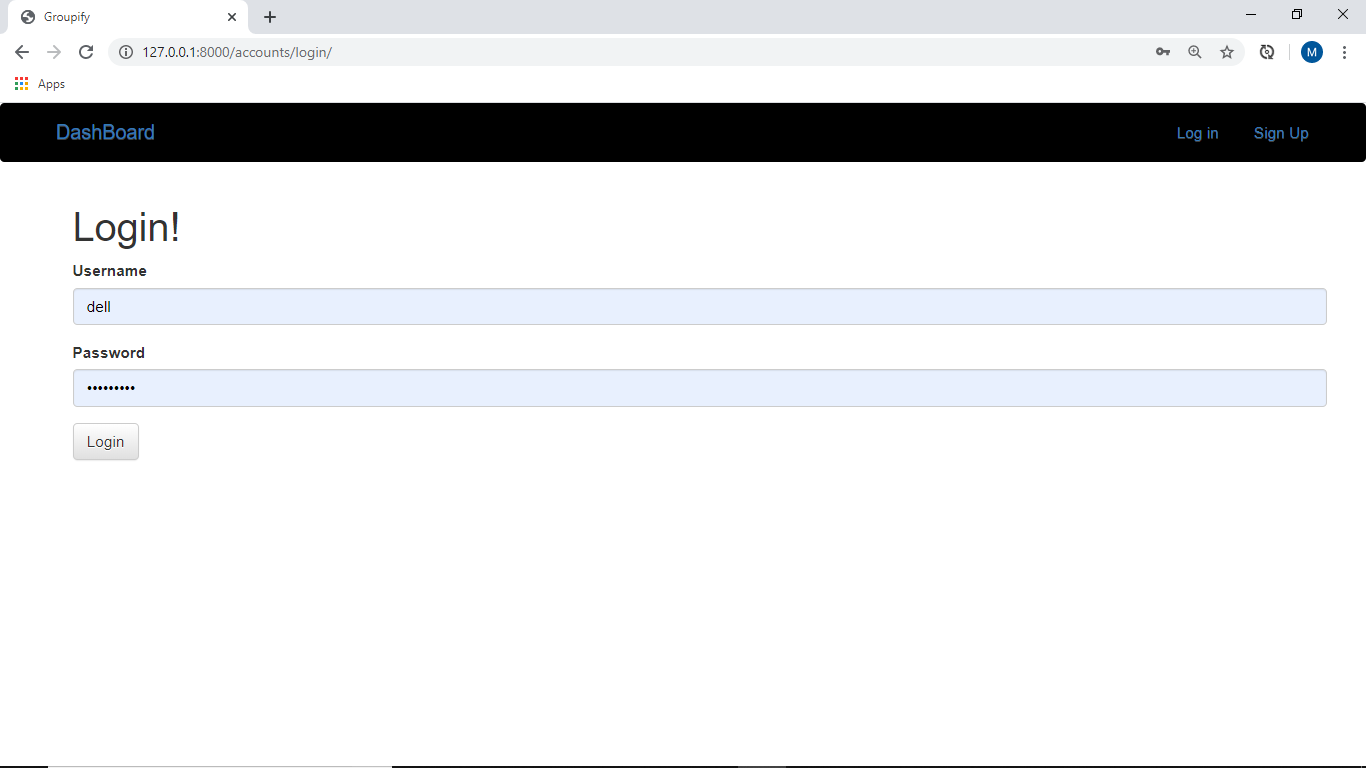 Groupify
127.0.0.1:8000/accounts/login/
M
Apps
DashBoard Log in Sign Up
Login!
Username
dell
Password
•••••••••
Login